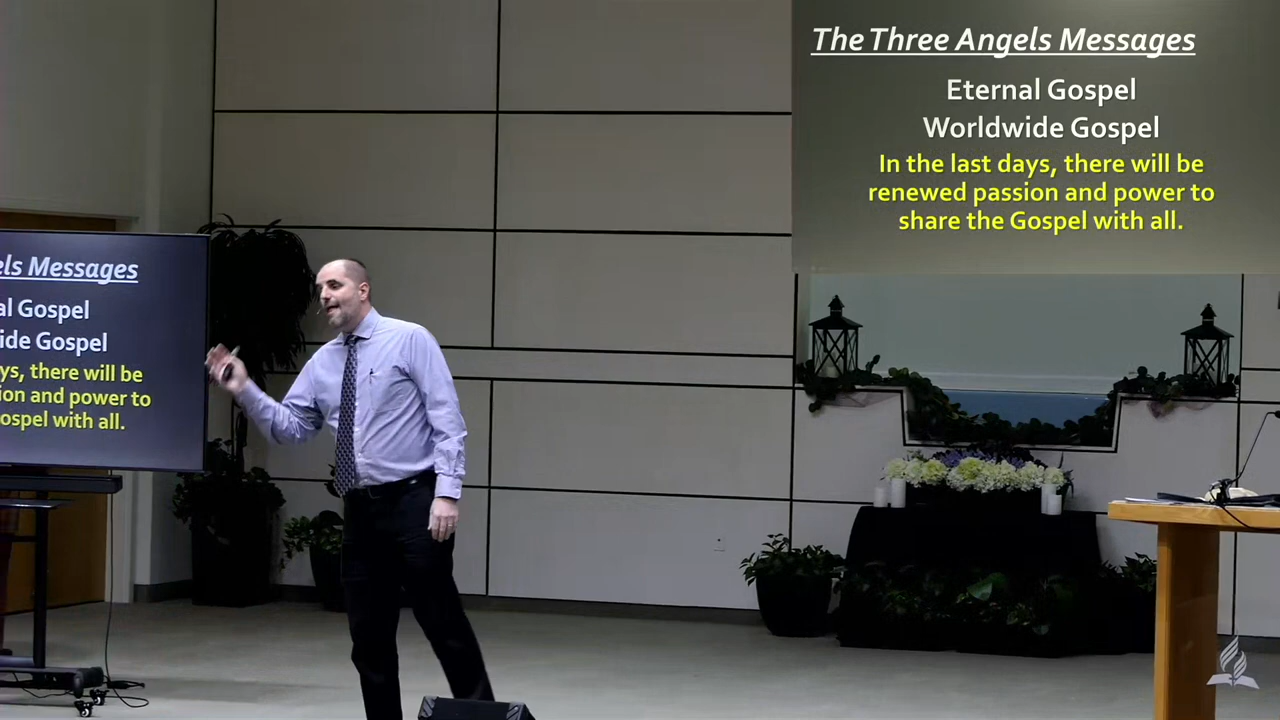 The Three Angels Messages
Eternal Gospel
Worldwide Gospel
In the last days, there will be
renewed passion and power to
share the Gospel with all.
els Messages
al Gospel
ide Gospel
ys, there will be
ion and power to
ospel with all.